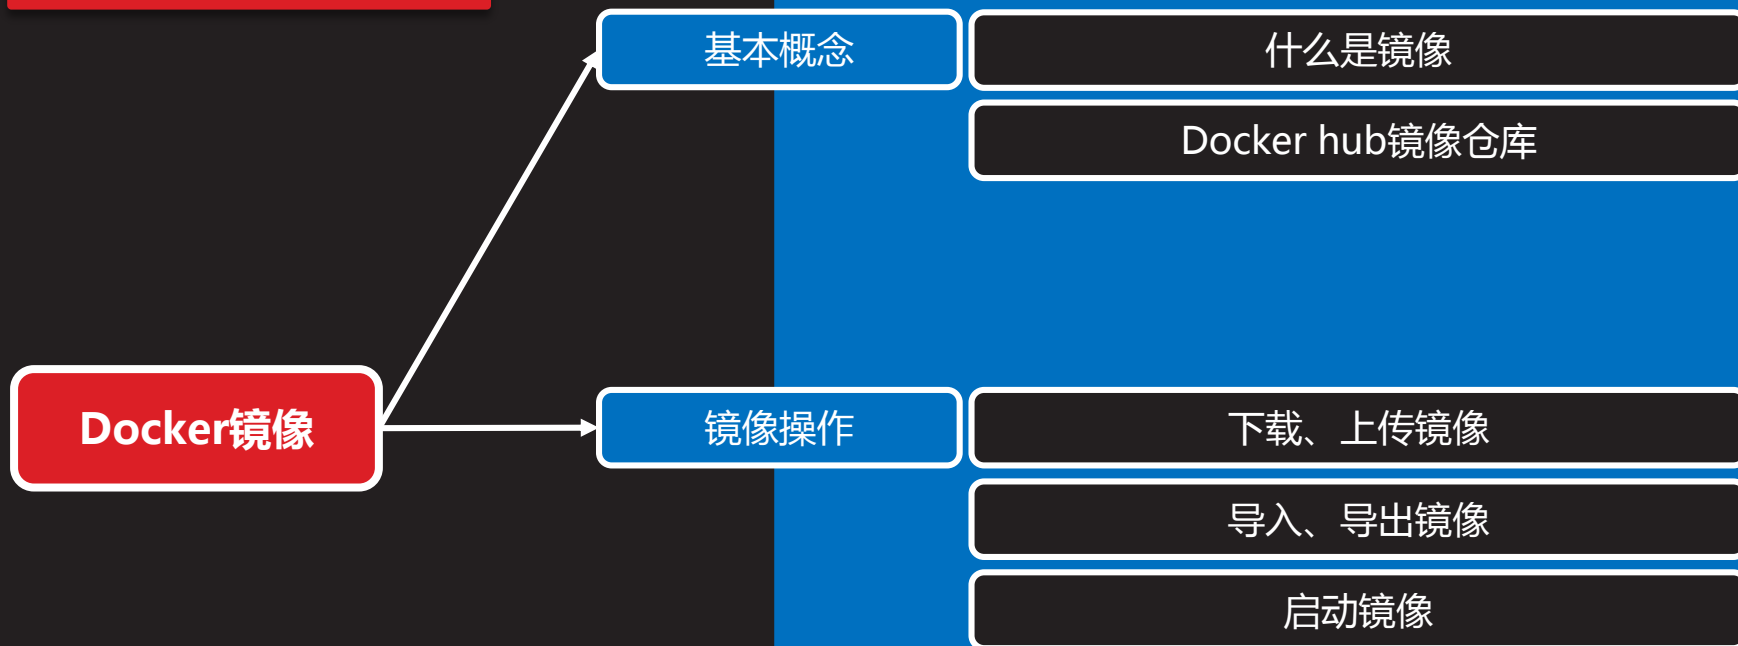 基本概念
什么是镜像
Docker hub镜像仓库
Docker镜像
镜像操作
下载、上传镜像
导入、导出镜像
启动镜像